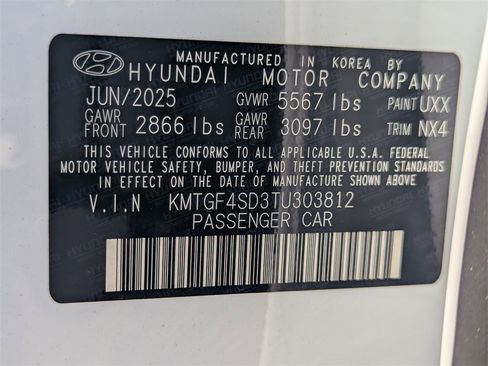 MANUFACTURED IN KOREA BY
HYUNDAI MOTOR COMPANY
JUN/2025 GVWR 5567 lbs PAINT UXX
GAWR FRONT 2866 lbs GAWR REAR 3097 lbs TRIM NX4
THIS VEHICLE CONFORMS TO ALL APPLICABLE U.S.A. FEDERAL
MOTOR VEHICLE SAFETY, BUMPER, AND THEFT PREVENTION STANDARDS
IN EFFECT ON THE DATE OF MANUFACTURE SHOWN ABOVE.
V.I.N KMTGF4SD3TU303812
PASSENGER CAR